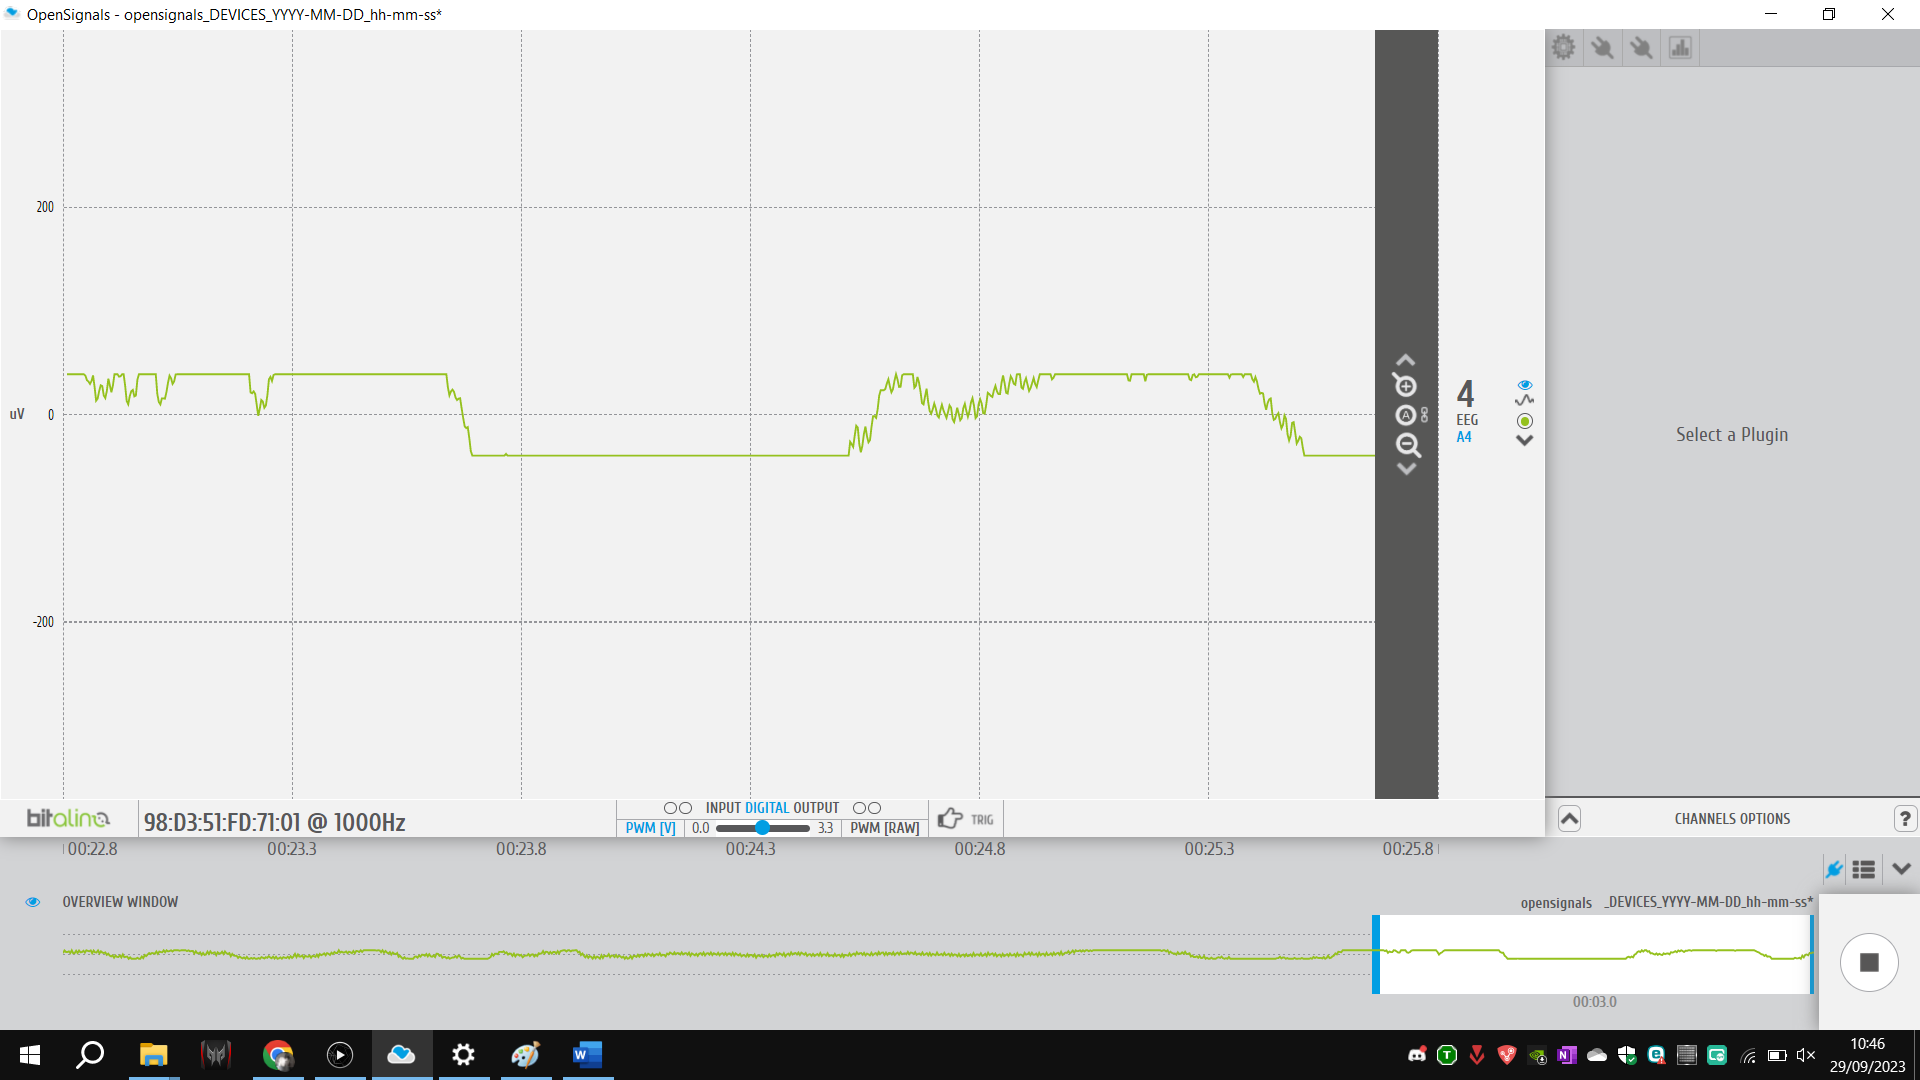 OpenSignals - opensignals_DEVICES_YYYY-MM-DD_hh-mm-ss*
200
uV 0
-200
4
EEG
A4
A
Select a Plugin
bitalino
98:D3:51:FD:71:01 @ 1000Hz
INPUT DIGITAL OUTPUT
PWM [V] 0.0 3.3 PWM [RAW]
TRIG
CHANNELS OPTIONS ?
00:22.8 00:23.3 00:23.8 00:24.3 00:24.8 00:25.3 00:25.8
OVERVIEW WINDOW
opensignals _DEVICES_YYYY-MM-DD_hh-mm-ss*
00:03.0
W
T
N
10:46
29/09/2023